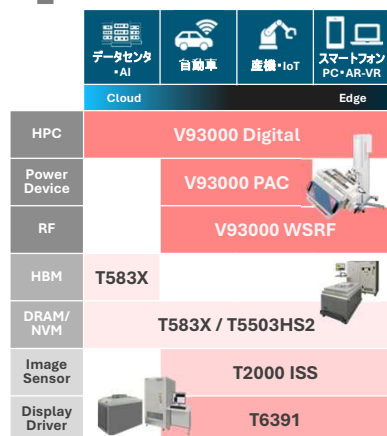 データセンタ
・AI
自動車
産機・IoT
スマートフォン
PC・AR-VR
Cloud
Edge
HPC
V93000 Digital
Power
Device
V93000 PAC
RF
V93000 WSRF
HBM
T583X
DRAM/
NVM
T583X / T5503HS2
Image
Sensor
T2000 ISS
Display
Driver
T6391